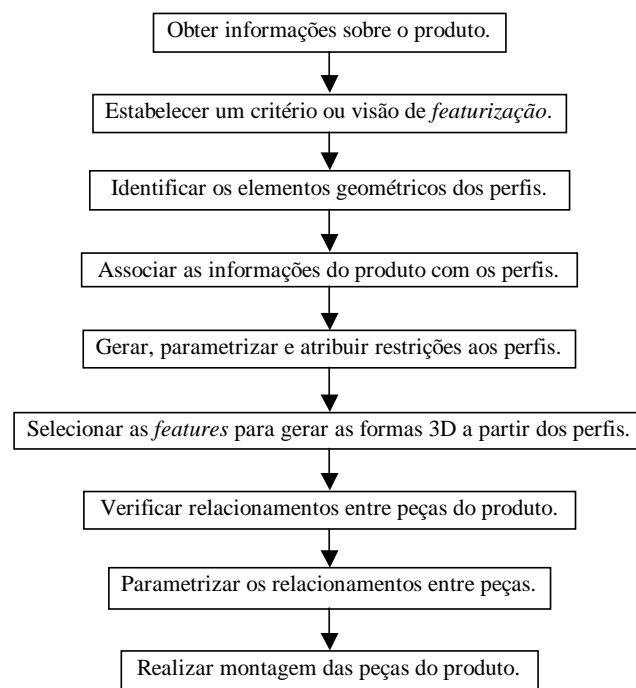 Obter informações sobre o produto.
Estabelecer um critério ou visão de featurização.
Identificar os elementos geométricos dos perfis.
Associar as informações do produto com os perfis.
Gerar, parametrizar e atribuir restrições aos perfis.
Selecionar as features para gerar as formas 3D a partir dos perfis.
Verificar relacionamentos entre peças do produto.
Parametrizar os relacionamentos entre peças.
Realizar montagem das peças do produto.